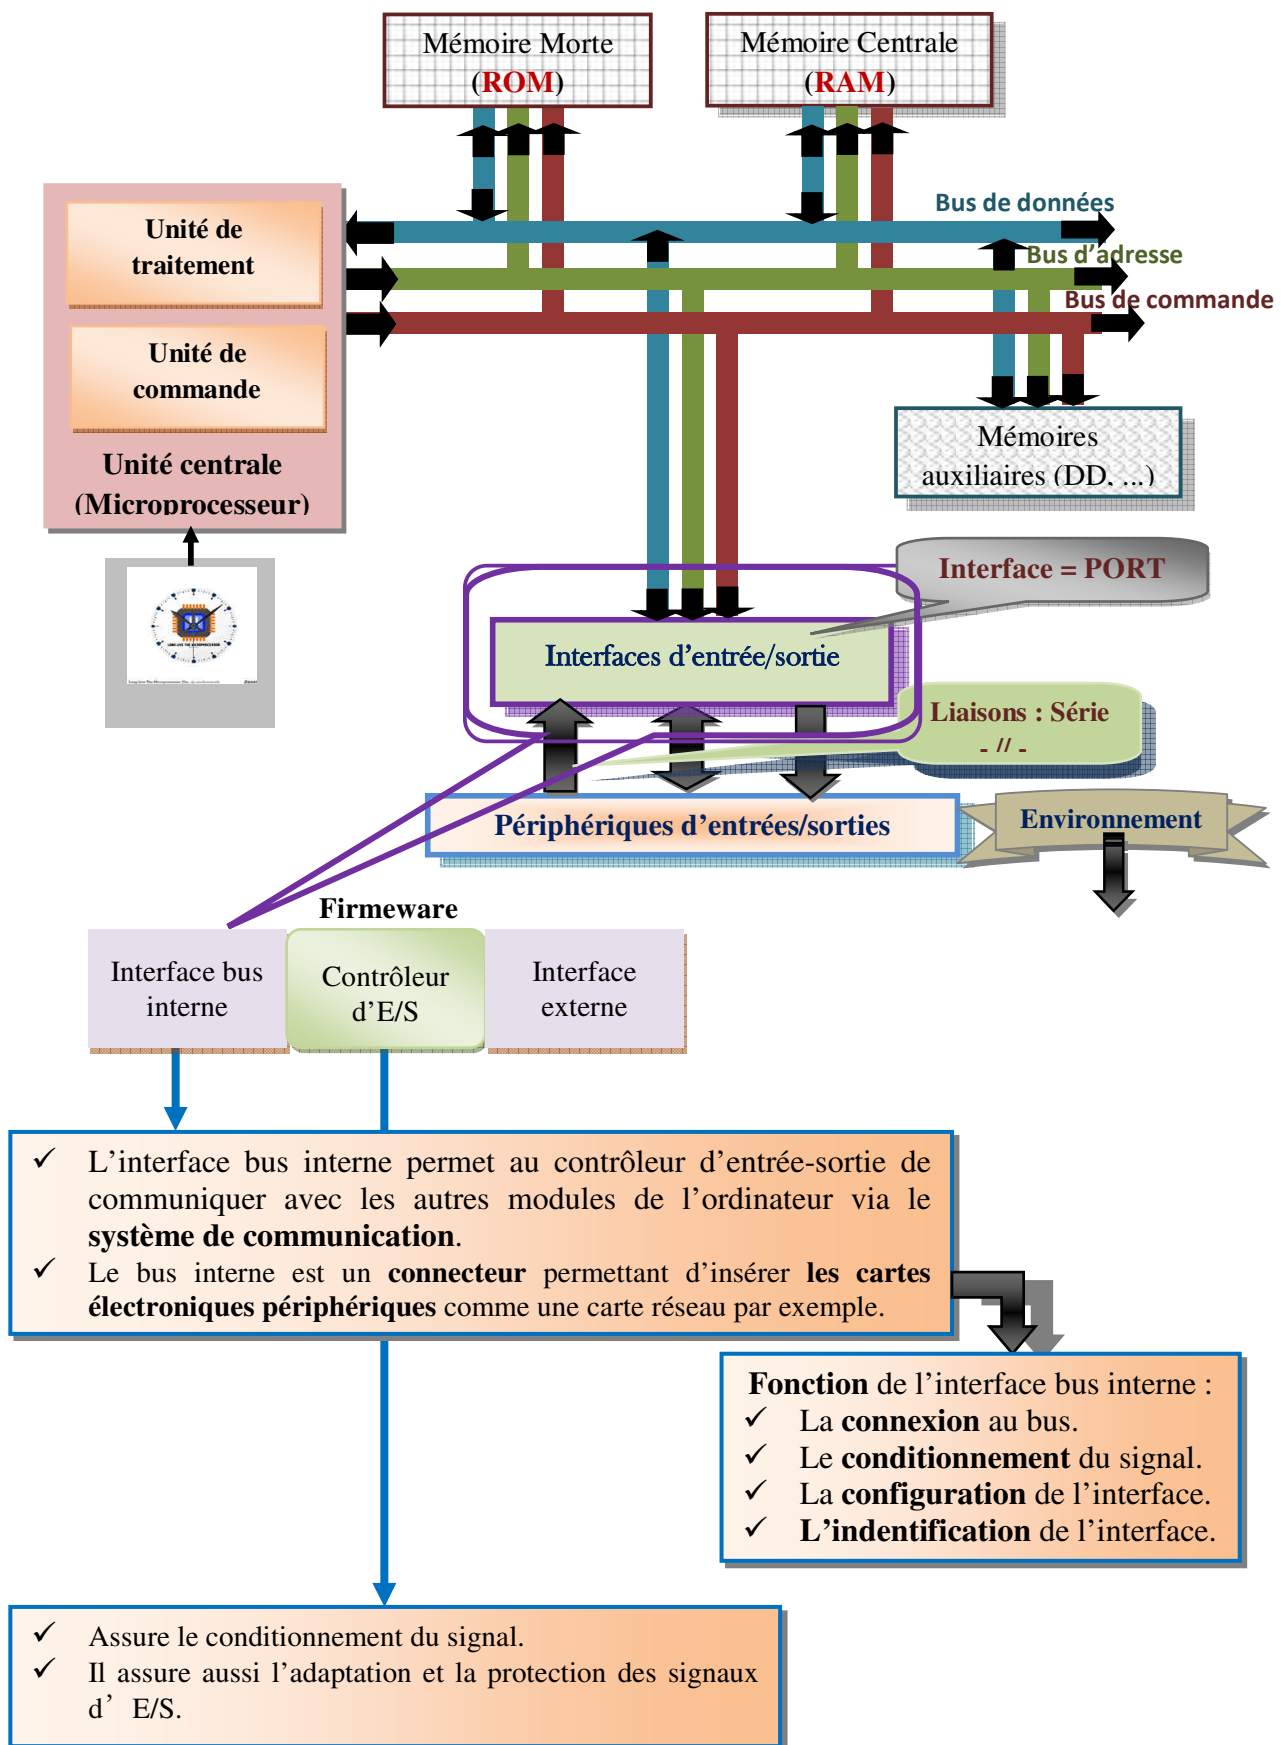 Mémoire Morte
(ROM)
Mémoire Centrale
(RAM)
Bus de données
Bus d’adresse
Bus de commande
Unité de
traitement
Unité de
commande
Unité centrale
(Microprocesseur)
Mémoires
auxiliaires (DD, ...)
Interface = PORT
Interfaces d’entrée/sortie
Liaisons : Série
- // -
Périphériques d’entrées/sorties
Environnement
Firmeware
Interface bus
interne
Contrôleur
d’E/S
Interface
externe
✓ L’interface bus interne permet au contrôleur d’entrée-sortie de
communiquer avec les autres modules de l’ordinateur via le
système de communication.
✓ Le bus interne est un connecteur permettant d’insérer les cartes
électroniques périphériques comme une carte réseau par exemple.
Fonction de l’interface bus interne :
✓ La connexion au bus.
✓ Le conditionnement du signal.
✓ La configuration de l’interface.
✓ L’indentification de l’interface.
✓ Assure le conditionnement du signal.
✓ Il assure aussi l’adaptation et la protection des signaux
d’ E/S.